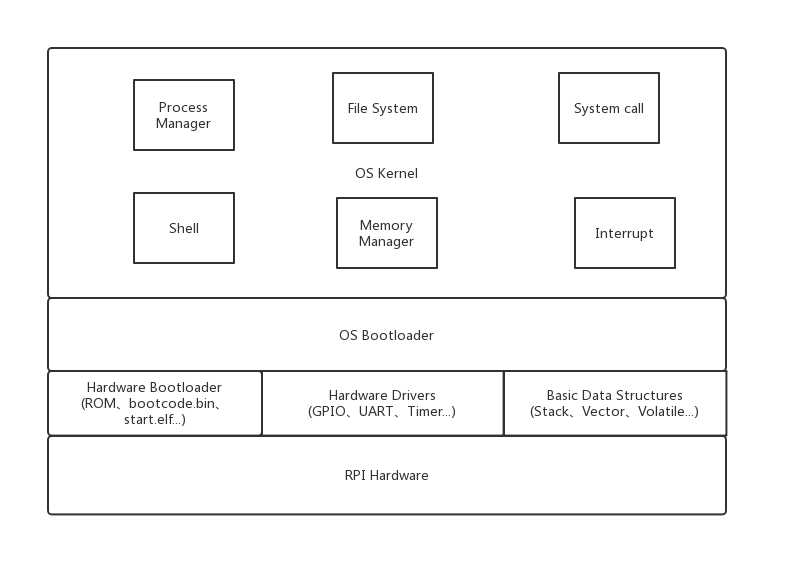 Process
Manager
File System
System call
OS Kernel
Shell
Memory
Manager
Interrupt
OS Bootloader
Hardware Bootloader
(ROM、bootcode.bin、
start.elf...)
Hardware Drivers
(GPIO、UART、Timer...)
Basic Data Structures
(Stack、Vector、Volatile...)
RPI Hardware